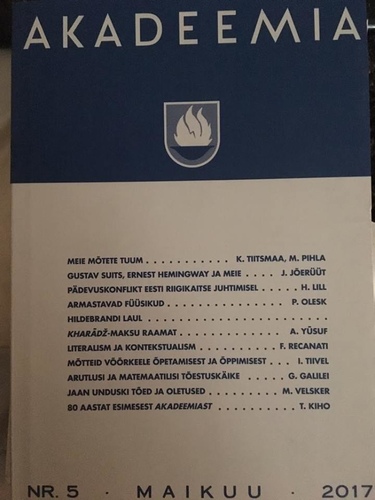 AKADEEMIA
MEIE MÕTETE TUUM . . . . . . . . . . . K. TIITSMAA, M. PIHLA
GUSTAV SUITS, ERNEST HEMINGWAY JA MEIE . . . . J. JÕERÜÜT
PÄDEVUSKONFLIKT EESTI RIIGIKAITSE JUHTIMISEL . . . . H. LILL
ARMASTAVAD FÜÜSIKUD . . . . . . . . . . . . . . P. OLESK
HILDEBRANDI LAUL . . . . . . . . . . . . . . . . . . . . . .
KHARÂDŽ-MAKSU RAAMAT . . . . . . . . . . . . . A. YŪSUF
LITERALISM JA KONTEKSTUALISM . . . . . . . . . F. RECANATI
MÕTTEID VÕÕRKEELE ÕPETAMISEST JA ÕPPIMISEST . . . I. TIIVEL
ARUTLUSI JA MATEMAATILISI TÕESTUSKÄIKE . . . . . G. GALILEI
JAAN UNDUSKI TÕED JA OLETUSED . . . . . . . . . M. VELSKER
80 AASTAT ESIMESEST AKADEEMIAST . . . . . . . . . . T. KIHO
NR. 5 · MAIKUU · 2017